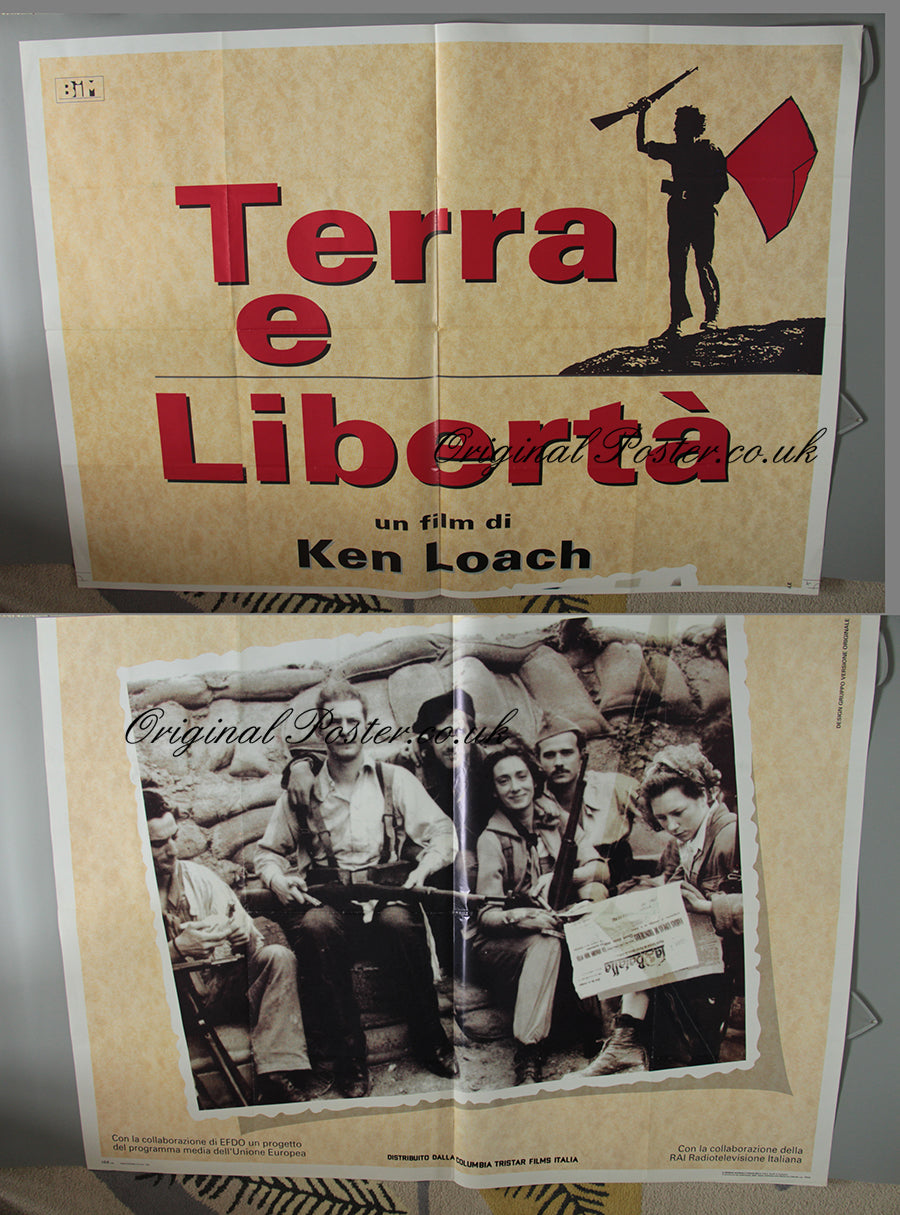 BiM
Terra
e
Libertà
Original Poster.co.uk
un film di
Ken Loach
DESIGN GRUPPO VERSIONE ORIGINALE
Original Poster.co.uk
la Batalla
Con la collaborazione di EFDO un progetto
del programma media dell'Unione Europea
DISTRIBUITO DALLA COLUMBIA TRISTAR FILMS ITALIA
Con la collaborazione della
RAI Radiotelevisione Italiana